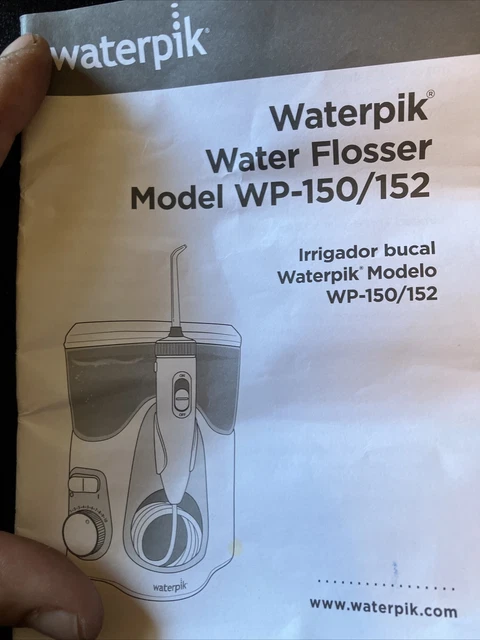 waterpik®
Waterpik®
Water Flosser
Model WP-150/152
Irrigador bucal
Waterpik® Modelo
WP-150/152
waterpik
www.waterpik.com